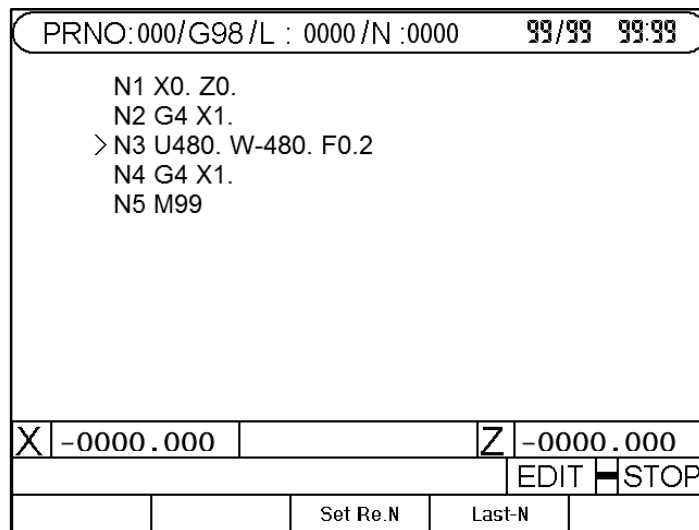 PRNO:000/G98/L : 0000/N :0000 99/99 99:99
N1 X0. Z0.
N2 G4 X1.
>N3 U480. W-480. F0.2
N4 G4 X1.
N5 M99
X -0000.000 Z -0000.000
EDIT STOP
Set Re.N Last-N